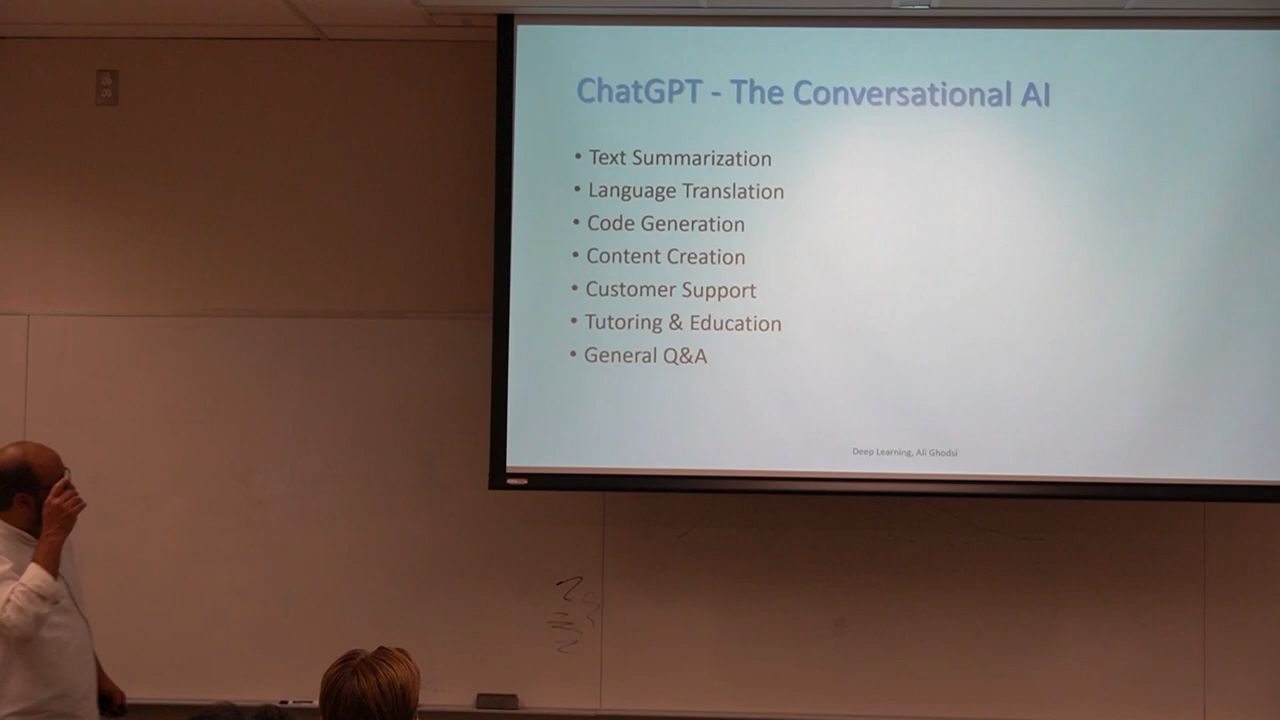 ChatGPT - The Conversational AI
• Text Summarization
• Language Translation
• Code Generation
• Content Creation
• Customer Support
• Tutoring & Education
• General Q&A
Deep Learning, Ali Ghodsi